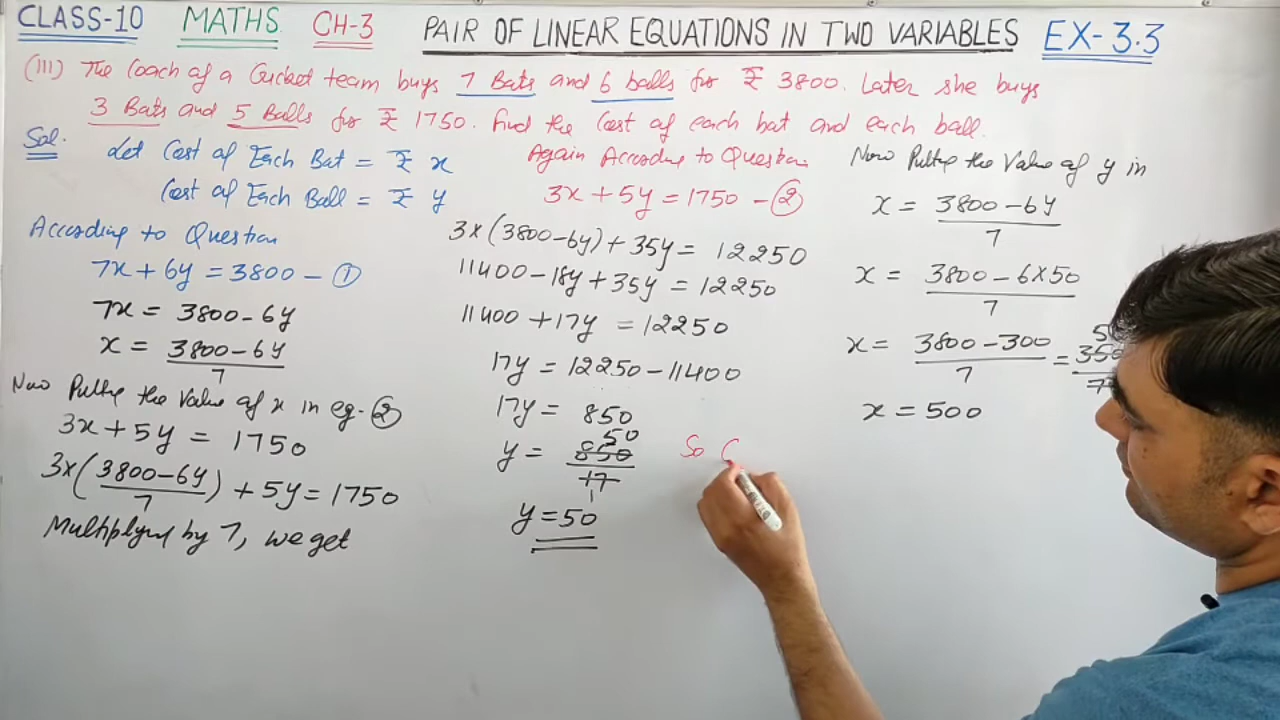 CLASS-10 MATHS CH-3 PAIR OF LINEAR EQUATIONS IN TWO VARIABLES EX-3.3
(III) The Coach of a Cricket team buys 7 Bats and 6 balls for ₹ 3800. Later she buys
3 Bats and 5 Balls for ₹ 1750. Find the Cost of each bat and each ball.
Sol. Let Cost of Each Bat = ₹ x
Cost of Each Ball = ₹ y
According to Question
7x + 6y = 3800 - ①
7x = 3800 - 6y
x = 3800 - 6y / 7
Now Putting the Value of x in eq. ②
3x + 5y = 1750
3x(3800-6y / 7) + 5y = 1750
Multiplying by 7, we get
Again According to Question
3x + 5y = 1750 - ②
3x(3800-6y) + 35y = 12250
11400 - 18y + 35y = 12250
11400 + 17y = 12250
17y = 12250 - 11400
17y = 850
50
y = 850 / 17
1
y = 50
So C
Now Putting the Value of y in
x = 3800 - 6y / 7
x = 3800 - 6x50 / 7
x = 3800 - 300 / 7 =
x = 500